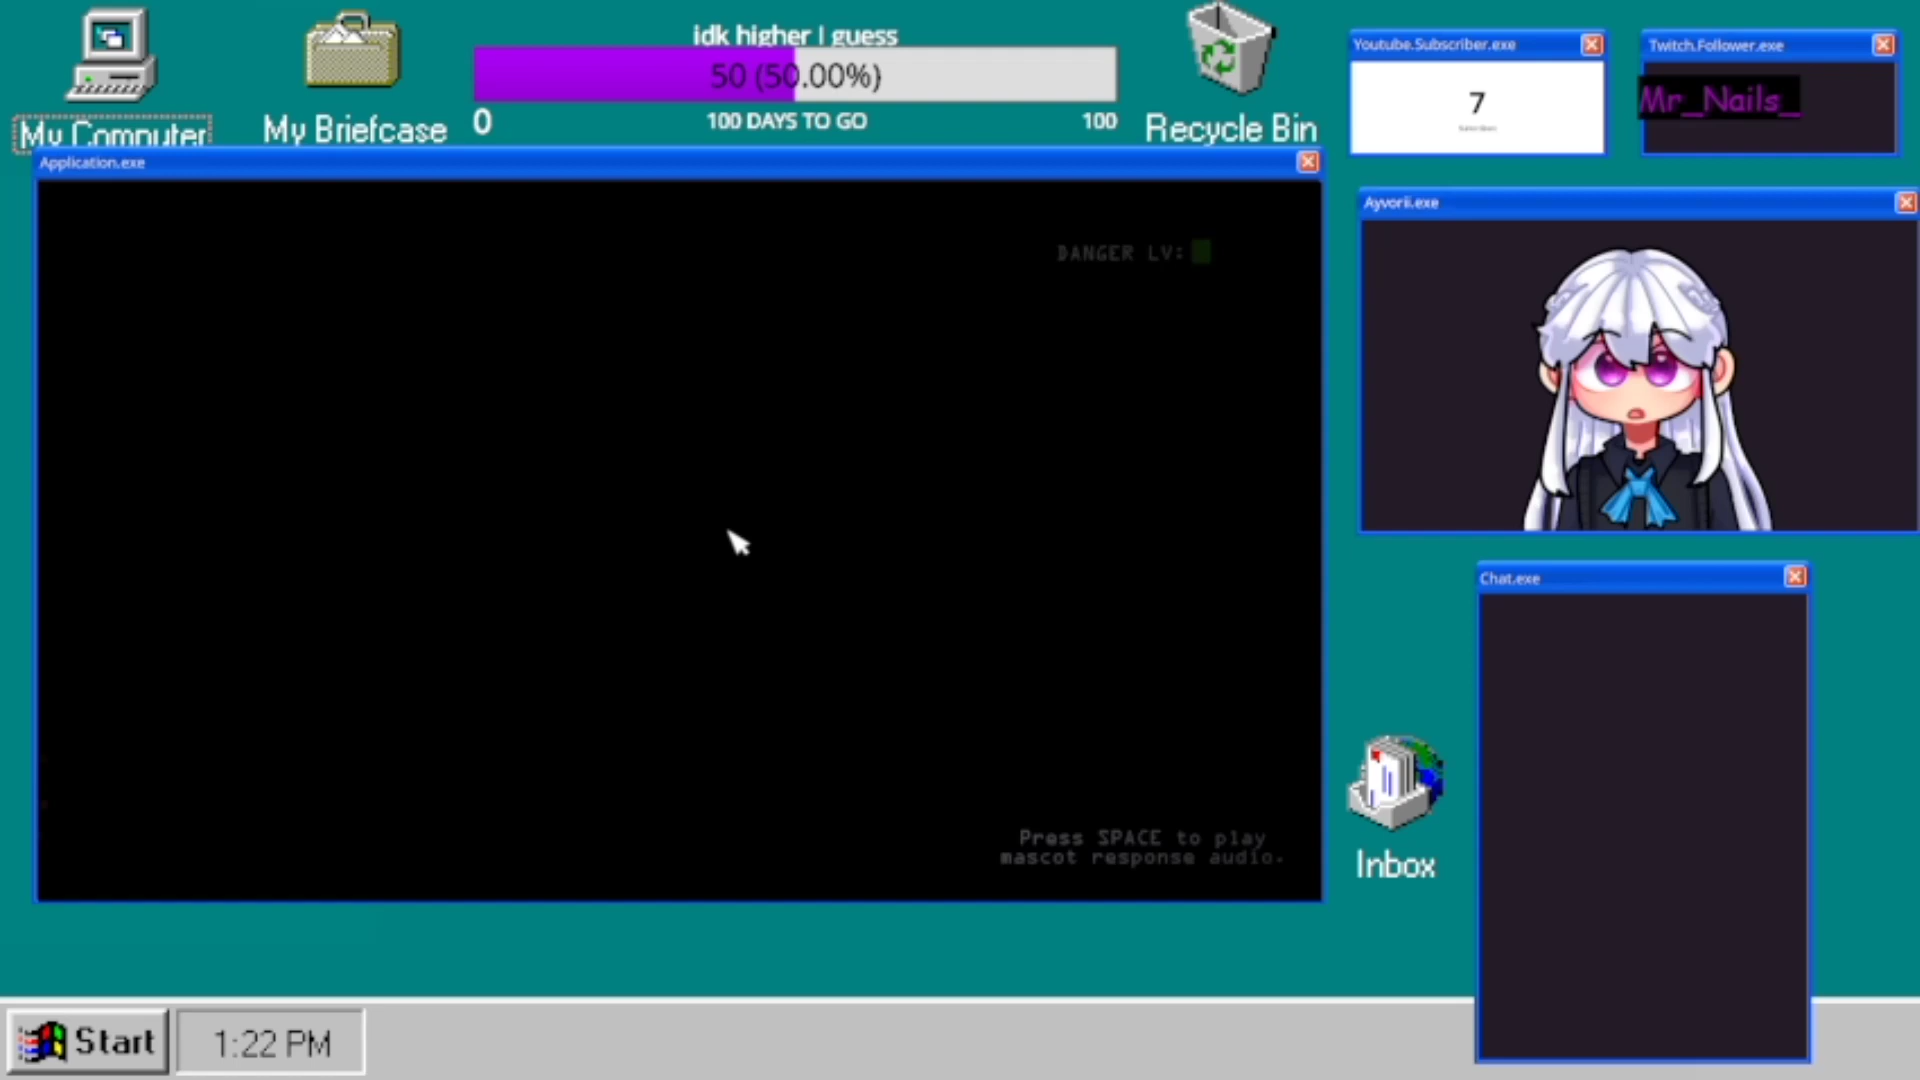 idk higher I guess
50 (50.00%)
0
100 DAYS TO GO
100
My Computer
My Briefcase
Recycle Bin
Youtube.Subscriber.exe
7
Twitch.Follower.exe
Mr_Nails_
Application.exe
DANGER LV:
Press SPACE to play
mascot response audio.
Ayvorii.exe
Chat.exe
Inbox
Start
1:22 PM